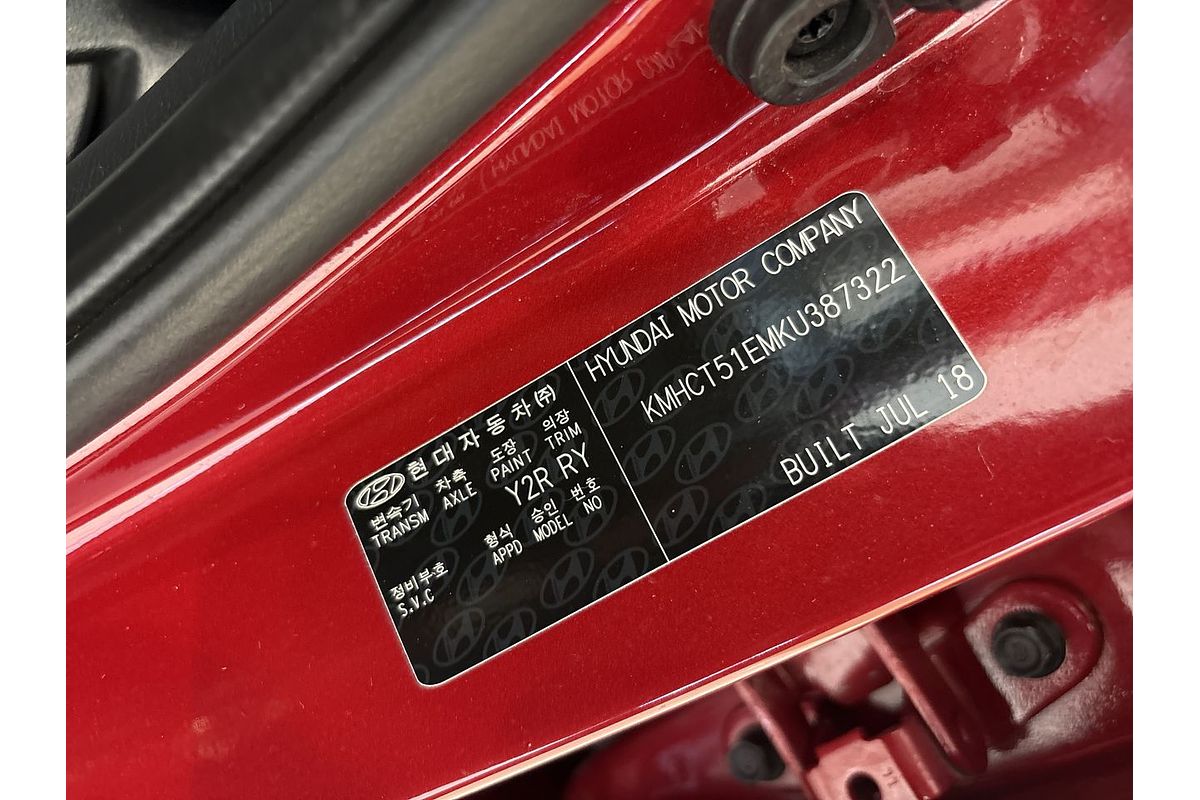 현대자동차㈜
변속기 차축 도장 의장
TRANSM AXLE PAINT TRIM
Y2R RY
형식 승인 번호
APPD MODEL NO
정비부호
S.V.C
HYUNDAI MOTOR COMPANY
KMHCT51EMKU387322
BUILT JUL 18